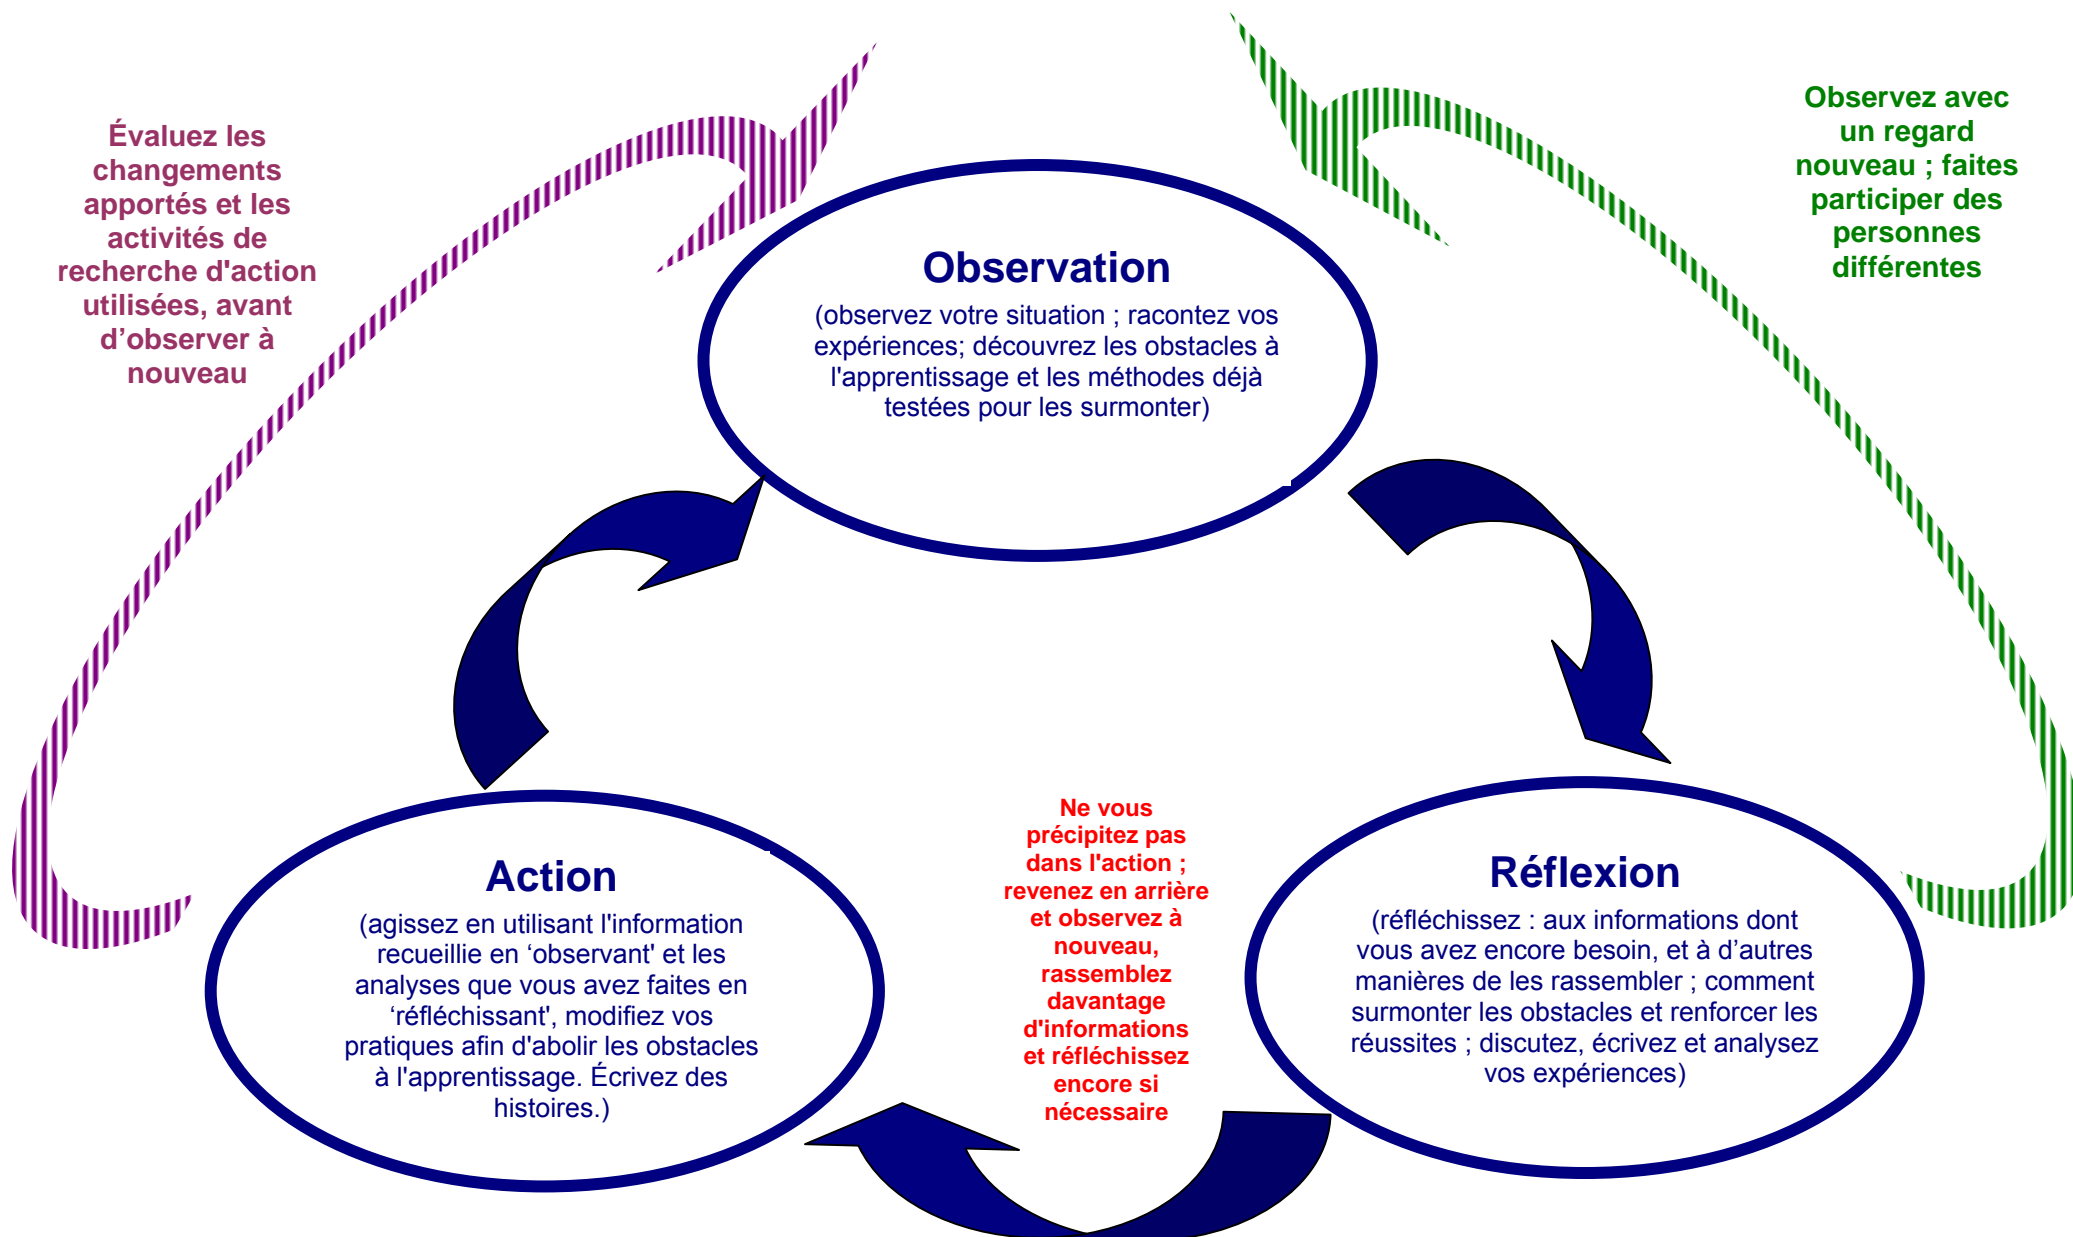 Évaluez les
changements
apportés et les
activités de
recherche d'action
utilisées, avant
d’observer à
nouveau
Observez avec
un regard
nouveau ; faites
participer des
personnes
différentes
Observation
(observez votre situation ; racontez vos
expériences; découvrez les obstacles à
l'apprentissage et les méthodes déjà
testées pour les surmonter)
Action
(agissez en utilisant l'information
recueillie en ‘observant' et les
analyses que vous avez faites en
‘réfléchissant', modifiez vos
pratiques afin d'abolir les obstacles
à l'apprentissage. Écrivez des
histoires.)
Ne vous
précipitez pas
dans l'action ;
revenez en arrière
et observez à
nouveau,
rassemblez
davantage
d'informations
et réfléchissez
encore si
nécessaire
Réflexion
(réfléchissez : aux informations dont
vous avez encore besoin, et à d’autres
manières de les rassembler ; comment
surmonter les obstacles et renforcer les
réussites ; discutez, écrivez et analysez
vos expériences)